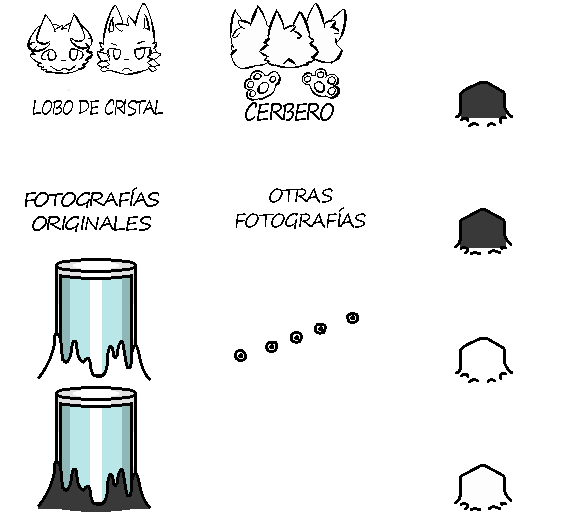 LOBO DE CRISTAL
CERBERO
FOTOGRAFÍAS
ORIGINALES
OTRAS
FOTOGRAFÍAS